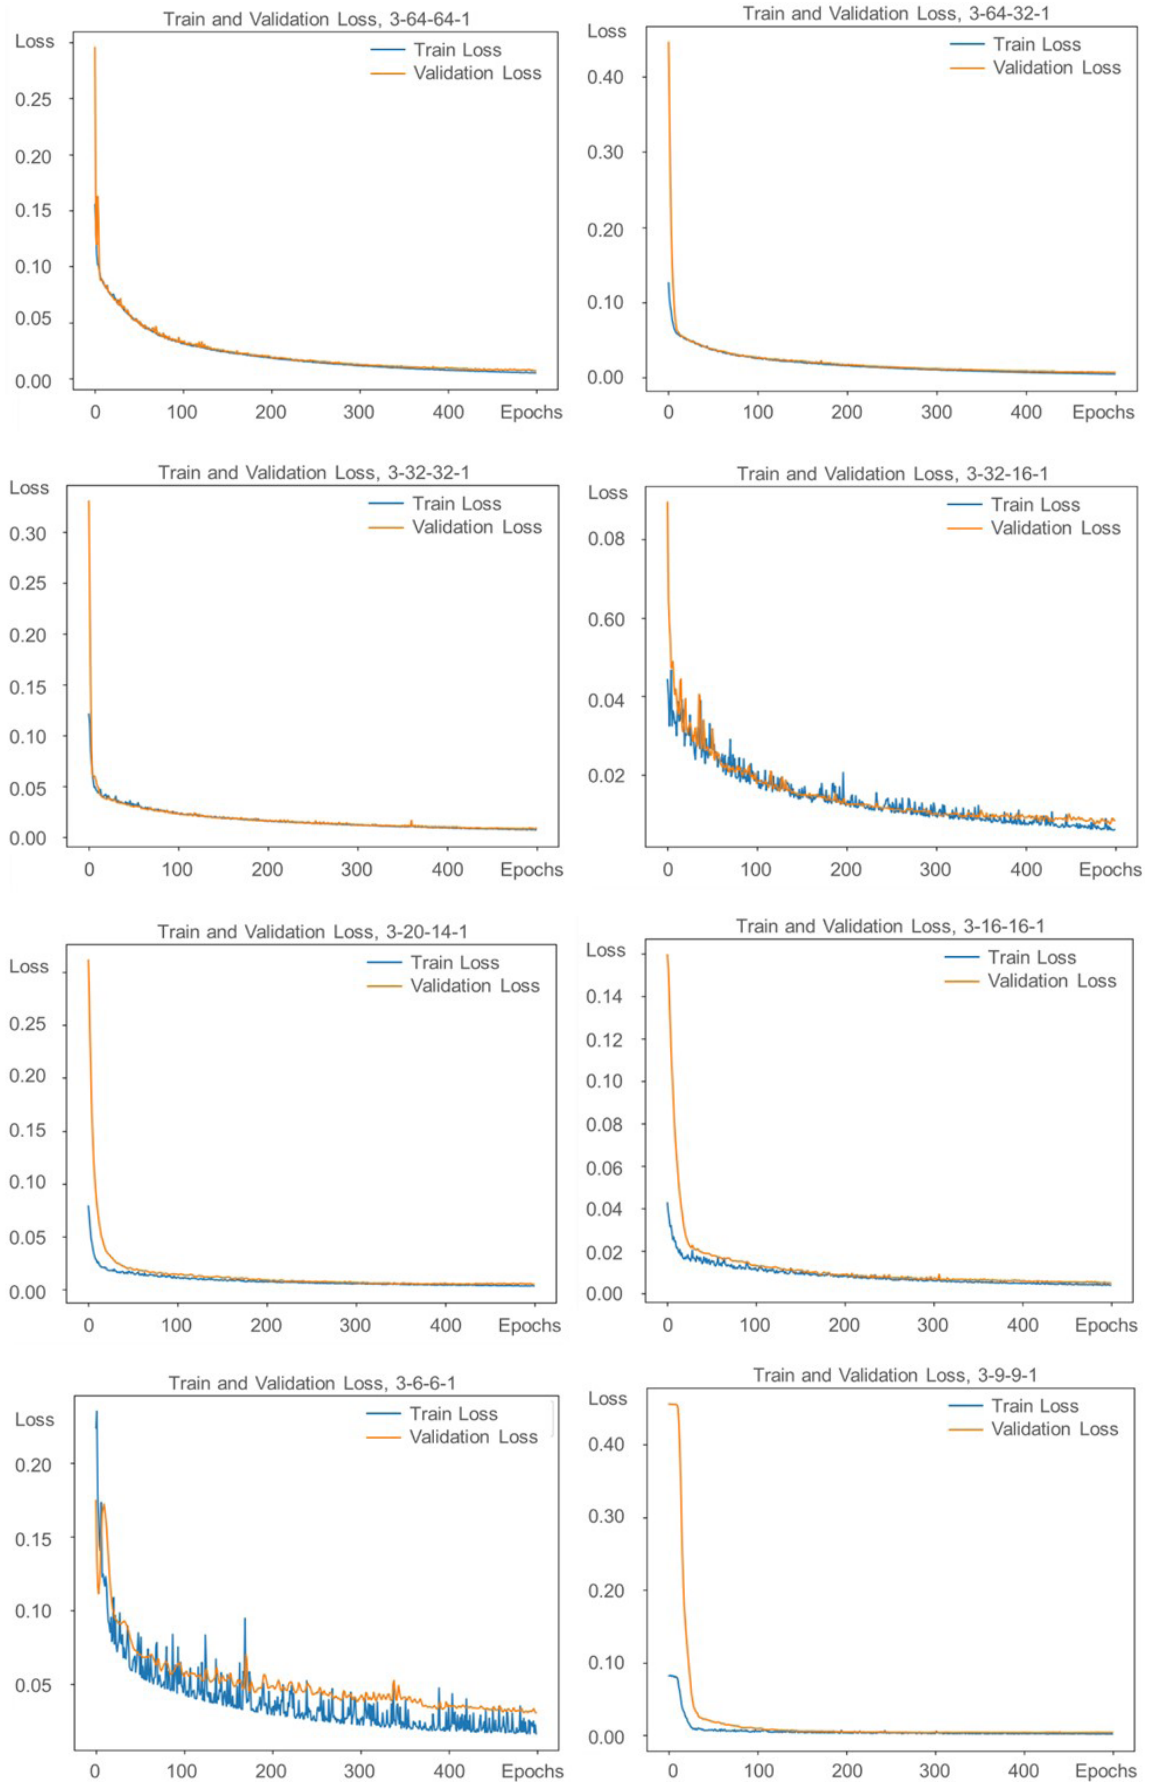 Train and Validation Loss, 3-64-64-1
Loss
Train Loss
Validation Loss
0.25
0.20
0.15
0.10
0.05
0.00
0 100 200 300 400 Epochs
Train and Validation Loss, 3-64-32-1
Loss
Train Loss
Validation Loss
0.40
0.30
0.20
0.10
0.00
0 100 200 300 400 Epochs
Train and Validation Loss, 3-32-32-1
Loss
Train Loss
Validation Loss
0.30
0.25
0.20
0.15
0.10
0.05
0.00
0 100 200 300 400 Epochs
Train and Validation Loss, 3-32-16-1
Loss
Train Loss
Validation Loss
0.08
0.60
0.04
0.02
0 100 200 300 400 Epochs
Train and Validation Loss, 3-20-14-1
Loss
Train Loss
Validation Loss
0.25
0.20
0.15
0.10
0.05
0.00
0 100 200 300 400 Epochs
Train and Validation Loss, 3-16-16-1
Loss
Train Loss
Validation Loss
0.14
0.12
0.10
0.08
0.06
0.04
0.02
0.00
0 100 200 300 400 Epochs
Train and Validation Loss, 3-6-6-1
Loss
Train Loss
Validation Loss
0.20
0.15
0.10
0.05
0 100 200 300 400 Epochs
Train and Validation Loss, 3-9-9-1
Loss
Train Loss
Validation Loss
0.40
0.30
0.20
0.10
0.00
0 100 200 300 400 Epochs